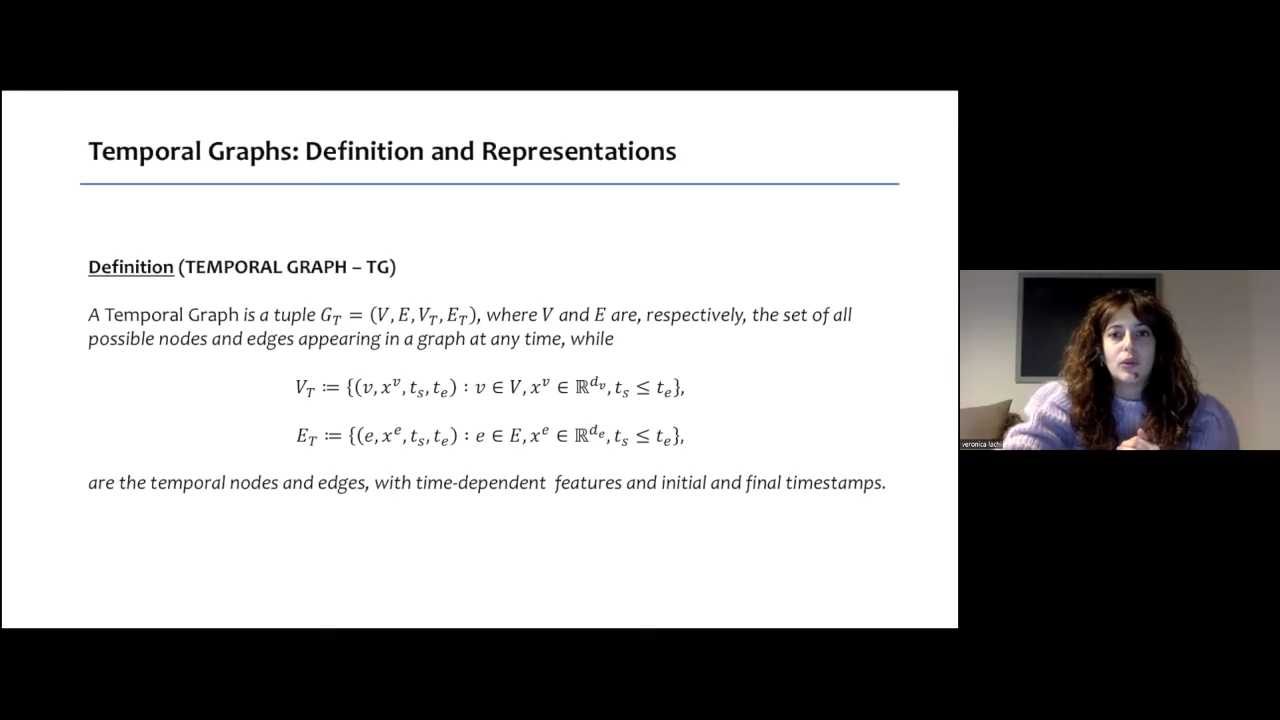 Temporal Graphs: Definition and Representations
Definition (TEMPORAL GRAPH – TG)
A Temporal Graph is a tuple G_T = (V, E, V_T, E_T), where V and E are, respectively, the set of all
possible nodes and edges appearing in a graph at any time, while
V_T ≔ {(v, x^v, t_s, t_e) : v ∈ V, x^v ∈ ℝ^{d_v}, t_s ≤ t_e},
E_T ≔ {(e, x^e, t_s, t_e) : e ∈ E, x^e ∈ ℝ^{d_e}, t_s ≤ t_e},
are the temporal nodes and edges, with time-dependent features and initial and final timestamps.
veronica lachi